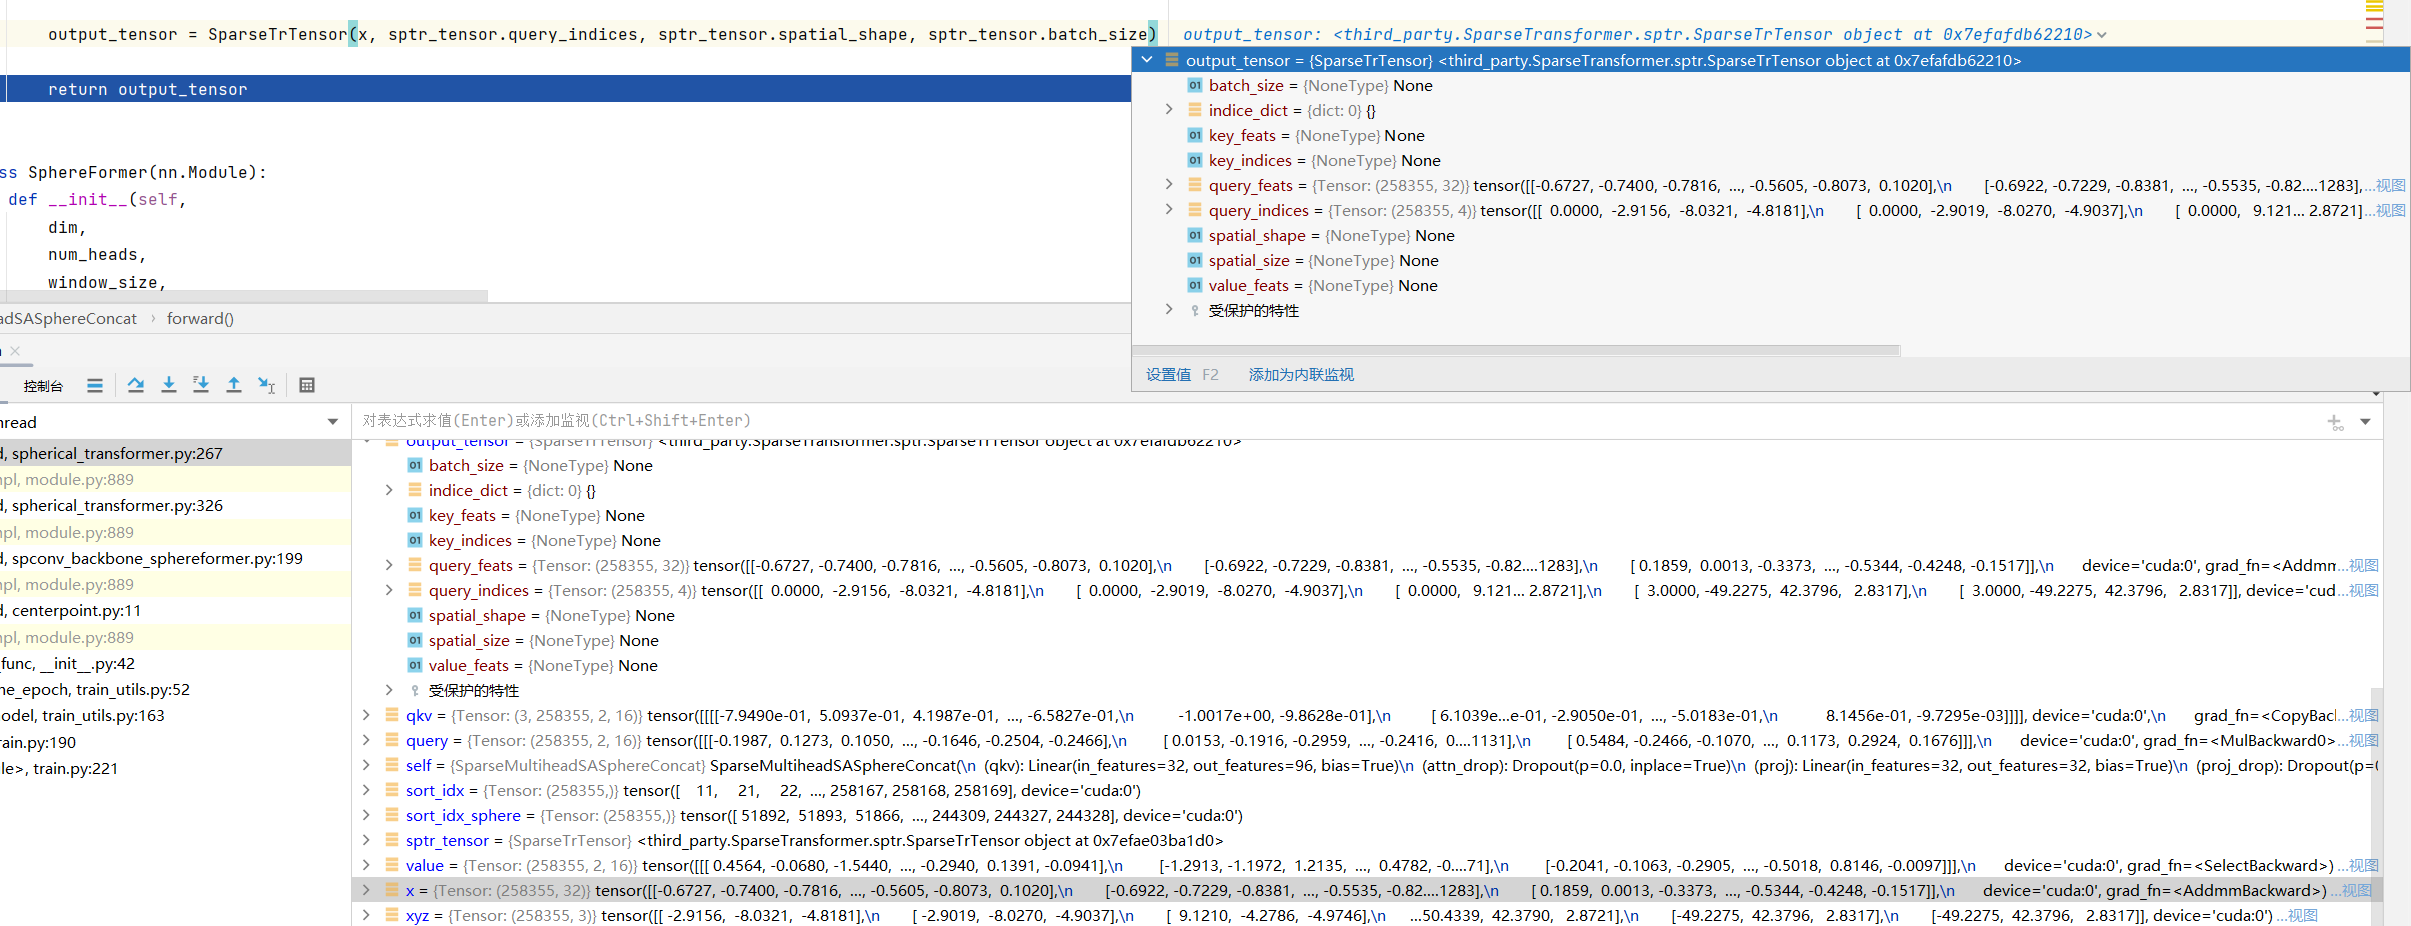 output_tensor = SparseTrTensor(x, sptr_tensor.query_indices, sptr_tensor.spatial_shape, sptr_tensor.batch_size)   output_tensor: <third_party.SparseTransformer.sptr.SparseTrTensor object at 0x7efafdb62210>
output_tensor = {SparseTrTensor} <third_party.SparseTransformer.sptr.SparseTrTensor object at 0x7efafdb62210>
batch_size = {NoneType} None
indice_dict = {dict: 0} {}
key_feats = {NoneType} None
key_indices = {NoneType} None
query_feats = {Tensor: (258355, 32)} tensor([[-0.6727, -0.7400, -0.7816,  ..., -0.5605, -0.8073,  0.1020],\n        [-0.6922, -0.7229, -0.8381,  ..., -0.5535, -0.82....1283],...视图
query_indices = {Tensor: (258355, 4)} tensor([[  0.0000,  -2.9156,  -8.0321,  -4.8181],\n        [  0.0000,  -2.9019,  -8.0270,  -4.9037],\n        [  0.0000,   9.121... 2.8721]...视图
spatial_shape = {NoneType} None
spatial_size = {NoneType} None
value_feats = {NoneType} None
受保护的特性
设置值 F2 添加为内联监视
return output_tensor
ss SphereFormer(nn.Module):
def __init__(self,
dim,
num_heads,
window_size,
adSASphereConcat › forward()
控制台
hread
对表达式求值(Enter)或添加监视(Ctrl+Shift+Enter)
d, spherical_transformer.py:267
mpl, module.py:889
d, spherical_transformer.py:326
mpl, module.py:889
d, spconv_backbone_sphereformer.py:199
mpl, module.py:889
d, centerpoint.py:11
mpl, module.py:889
_func, __init__.py:42
ne_epoch, train_utils.py:52
odel, train_utils.py:163
rain.py:190
le>, train.py:221
output_tensor = {SparseTrTensor} <third_party.SparseTransformer.sptr.SparseTrTensor object at 0x7efafdb62210>
batch_size = {NoneType} None
indice_dict = {dict: 0} {}
key_feats = {NoneType} None
key_indices = {NoneType} None
query_feats = {Tensor: (258355, 32)} tensor([[-0.6727, -0.7400, -0.7816,  ..., -0.5605, -0.8073,  0.1020],\n        [-0.6922, -0.7229, -0.8381,  ..., -0.5535, -0.82....1283],\n        [ 0.1859,  0.0013, -0.3373,  ..., -0.5344, -0.4248, -0.1517]],\n       device='cuda:0', grad_fn=<Addmm...视图
query_indices = {Tensor: (258355, 4)} tensor([[  0.0000,  -2.9156,  -8.0321,  -4.8181],\n        [  0.0000,  -2.9019,  -8.0270,  -4.9037],\n        [  0.0000,   9.121... 2.8721],\n        [  3.0000, -49.2275,  42.3796,   2.8317],\n        [  3.0000, -49.2275,  42.3796,   2.8317]], device='cud...视图
spatial_shape = {NoneType} None
spatial_size = {NoneType} None
value_feats = {NoneType} None
受保护的特性
qkv = {Tensor: (3, 258355, 2, 16)} tensor([[[[-7.9490e-01,  5.0937e-01,  4.1987e-01,  ..., -6.5827e-01,\n           -1.0017e+00, -9.8628e-01],\n          [ 6.1039e...e-01, -2.9050e-01,  ..., -5.0183e-01,\n            8.1456e-01, -9.7295e-03]]]], device='cuda:0',\n       grad_fn=<CopyBac...视图
query = {Tensor: (258355, 2, 16)} tensor([[[-0.1987,  0.1273,  0.1050,  ..., -0.1646, -0.2504, -0.2466],\n         [ 0.0153, -0.1916, -0.2959,  ..., -0.2416,  0....1131],\n         [ 0.5484, -0.2466, -0.1070,  ...,  0.1173,  0.2924,  0.1676]]],\n       device='cuda:0', grad_fn=<MulBackward0>...视图
self = {SparseMultiheadSASphereConcat} SparseMultiheadSASphereConcat(\n  (qkv): Linear(in_features=32, out_features=96, bias=True)\n  (attn_drop): Dropout(p=0.0, inplace=True)\n  (proj): Linear(in_features=32, out_features=32, bias=True)\n  (proj_drop): Dropout(p=0
sort_idx = {Tensor: (258355,)} tensor([    11,     21,     22,  ..., 258167, 258168, 258169], device='cuda:0')
sort_idx_sphere = {Tensor: (258355,)} tensor([ 51892,  51893,  51866,  ..., 244309, 244327, 244328], device='cuda:0')
sptr_tensor = {SparseTrTensor} <third_party.SparseTransformer.sptr.SparseTrTensor object at 0x7efae03ba1d0>
value = {Tensor: (258355, 2, 16)} tensor([[[ 0.4564, -0.0680, -1.5440,  ..., -0.2940,  0.1391, -0.0941],\n         [-1.2913, -1.1972,  1.2135,  ...,  0.4782, -0....71],\n         [-0.2041, -0.1063, -0.2905,  ..., -0.5018,  0.8146, -0.0097]]],\n       device='cuda:0', grad_fn=<SelectBackward>) ...视图
x = {Tensor: (258355, 32)} tensor([[-0.6727, -0.7400, -0.7816,  ..., -0.5605, -0.8073,  0.1020],\n        [-0.6922, -0.7229, -0.8381,  ..., -0.5535, -0.82....1283],\n        [ 0.1859,  0.0013, -0.3373,  ..., -0.5344, -0.4248, -0.1517]],\n       device='cuda:0', grad_fn=<AddmmBackward>) ...视图
xyz = {Tensor: (258355, 3)} tensor([[ -2.9156,  -8.0321,  -4.8181],\n        [ -2.9019,  -8.0270,  -4.9037],\n        [  9.1210,  -4.2786,  -4.9746],\n        ...50.4339,  42.3790,   2.8721],\n        [-49.2275,  42.3796,   2.8317],\n        [-49.2275,  42.3796,   2.8317]], device='cuda:0') ...视图